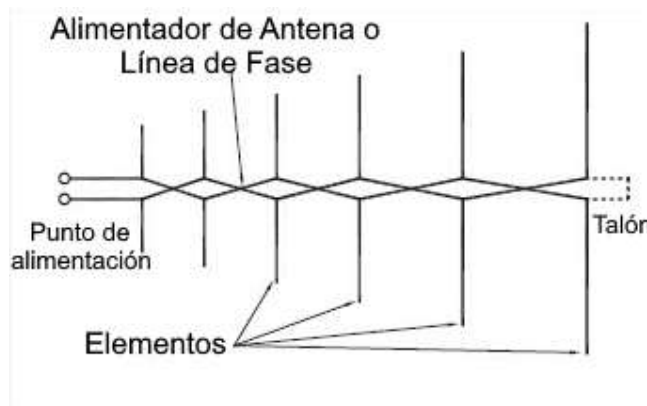 Alimentador de Antena o
Línea de Fase
Punto de
alimentación
Talón
Elementos